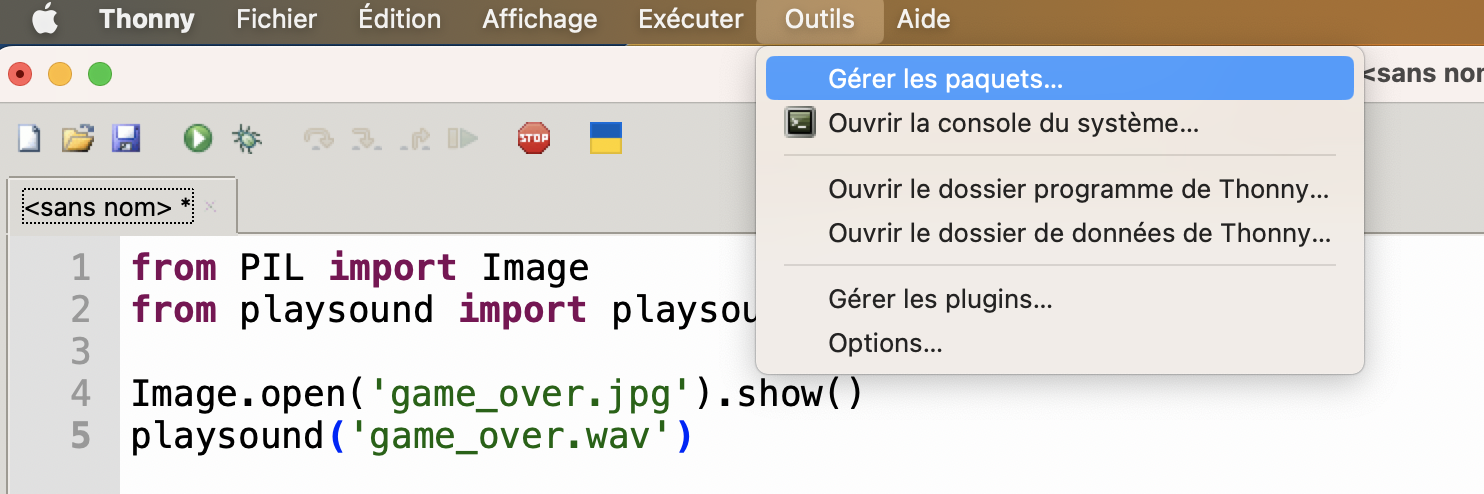 Thonny Fichier Édition Affichage Exécuter Outils Aide
<sans nom
Gérer les paquets...
Ouvrir la console du système...
Ouvrir le dossier programme de Thonny...
Ouvrir le dossier de données de Thonny...
Gérer les plugins...
Options...
STOP
<sans nom> *
1 from PIL import Image
2 from playsound import playsou
3
4 Image.open('game_over.jpg').show()
5 playsound('game_over.wav')